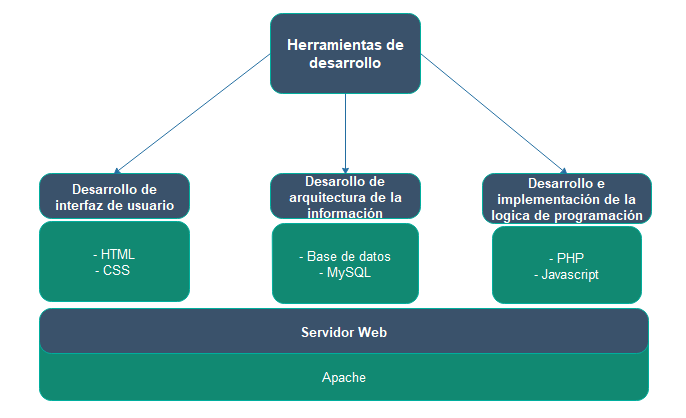 Herramientas de
desarrollo
Desarrollo de
interfaz de usuario
- HTML
- CSS
Desarollo de
arquitectura de la
información
- Base de datos
- MySQL
Desarrollo e
implementación de la
logica de programación
- PHP
- Javascript
Servidor Web
Apache